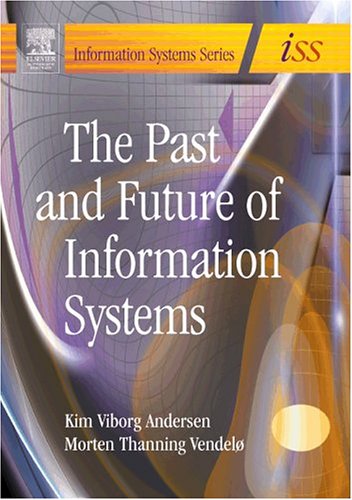 Information Systems Series
iss
ELSEVIER
The Past
and Future of
Information
Systems
Kim Viborg Andersen
Morten Thanning Vendelø